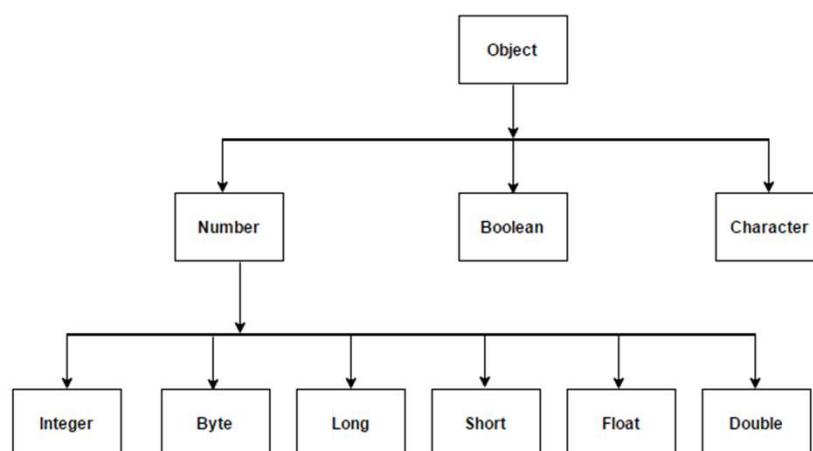 Object
Number
Boolean
Character
Integer
Byte
Long
Short
Float
Double